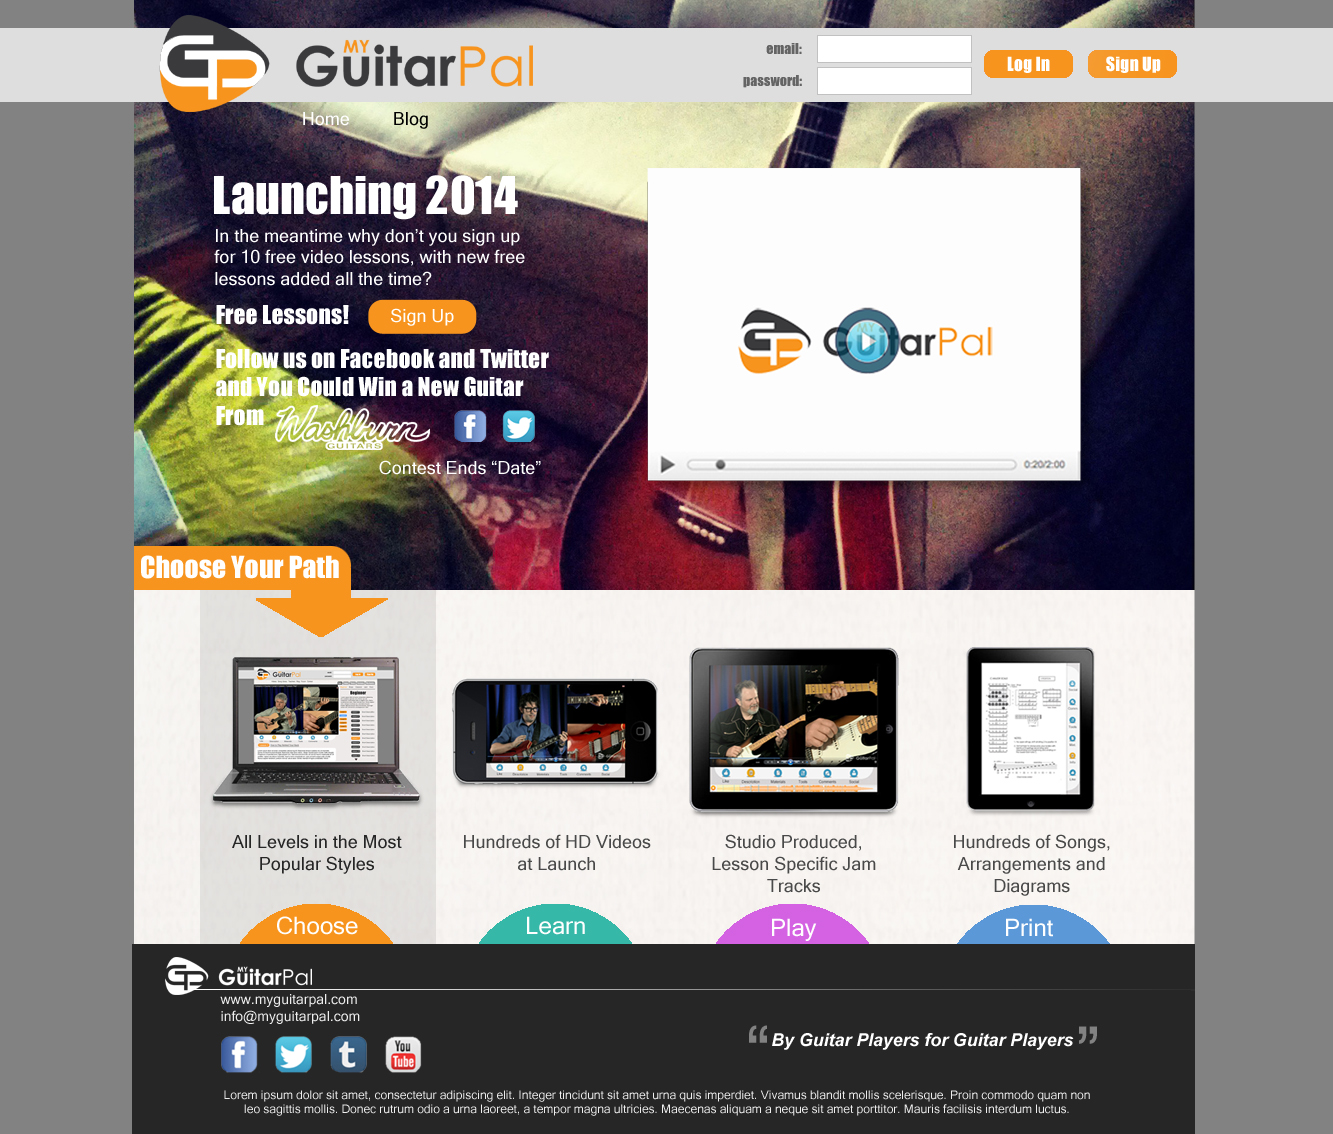 MY
GuitarPal
email:
password:
Log In
Sign Up
Home
Blog
Launching 2014
In the meantime why don’t you sign up
for 10 free video lessons, with new free
lessons added all the time?
Free Lessons!
Sign Up
Follow us on Facebook and Twitter
and You Could Win a New Guitar
From Washburn
GUITARS
Contest Ends “Date”
MY
GuitarPal
0:20/2:00
Choose Your Path
GuitarPal
All Levels in the Most
Popular Styles
Choose
Hundreds of HD Videos
at Launch
Learn
Studio Produced,
Lesson Specific Jam
Tracks
Play
Hundreds of Songs,
Arrangements and
Diagrams
Print
MY
GuitarPal
www.myguitarpal.com
info@myguitarpal.com
You
Tube
“ By Guitar Players for Guitar Players ”
Lorem ipsum dolor sit amet, consectetur adipiscing elit. Integer tincidunt sit amet urna quis imperdiet. Vivamus blandit mollis scelerisque. Proin commodo quam non
leo sagittis mollis. Donec rutrum odio a urna laoreet, a tempor magna ultricies. Maecenas aliquam a neque sit amet porttitor. Mauris facilisis interdum luctus.